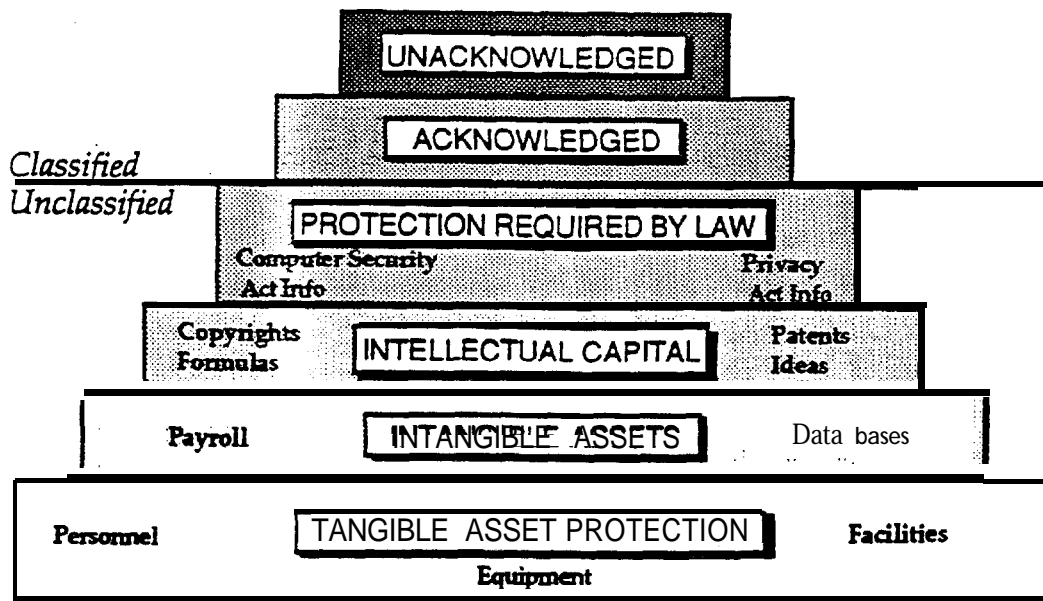 UNACKNOWLEDGED
ACKNOWLEDGED
Classified
Unclassified
PROTECTION REQUIRED BY LAW
Computer Security
Act Info
Privacy
Act Info
Copyrights
Formulas
INTELLECTUAL CAPITAL
Patents
Ideas
Payroll
INTANGIBLE ASSETS
Data bases
Personnel
TANGIBLE ASSET PROTECTION
Facilities
Equipment